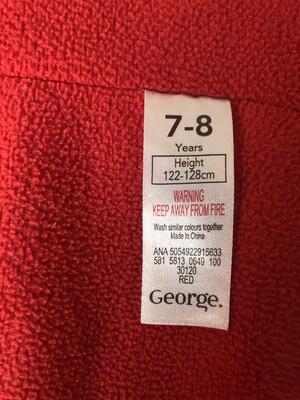 7-8
Years
Height
122-128cm
WARNING
KEEP AWAY FROM FIRE
Wash similar colours together
Made In China
ANA 5054922915633
581 5813 0649 100
30120
RED
George.